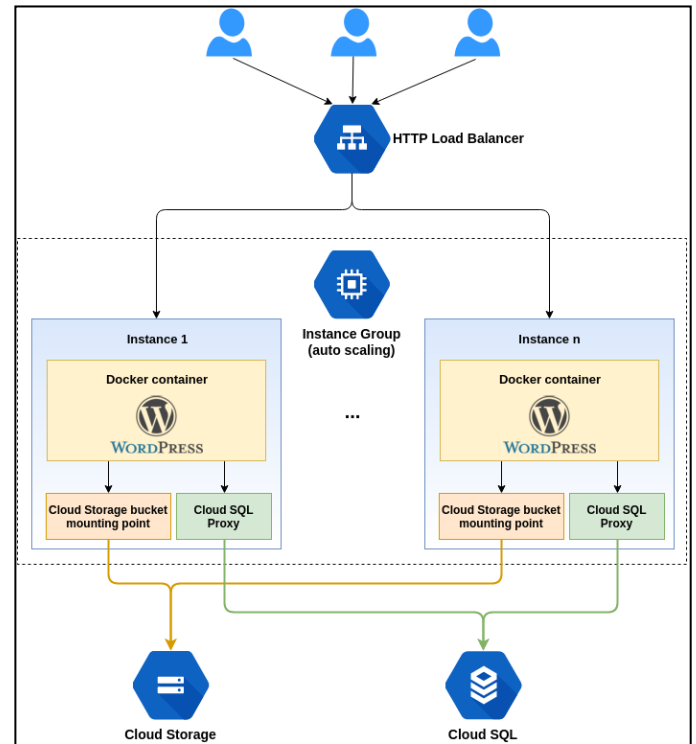 HTTP Load Balancer
Instance Group
(auto scaling)
Instance 1
Docker container
W
WORDPRESS
Cloud Storage bucket
mounting point
Cloud SQL
Proxy
...
Instance n
Docker container
W
WORDPRESS
Cloud Storage bucket
mounting point
Cloud SQL
Proxy
Cloud Storage
Cloud SQL